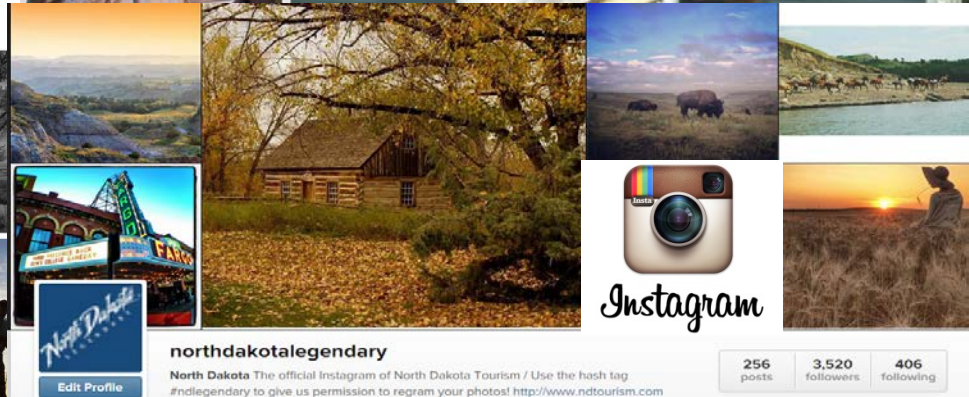 FARGO
FARGO
Insta
Instagram
North Dakota
LEGENDARY
Edit Profile
northdakotalegendary
North Dakota The official Instagram of North Dakota Tourism / Use the hash tag
#ndlegendary to give us permission to regram your photos! http://www.ndtourism.com
256
posts
3,520
followers
406
following